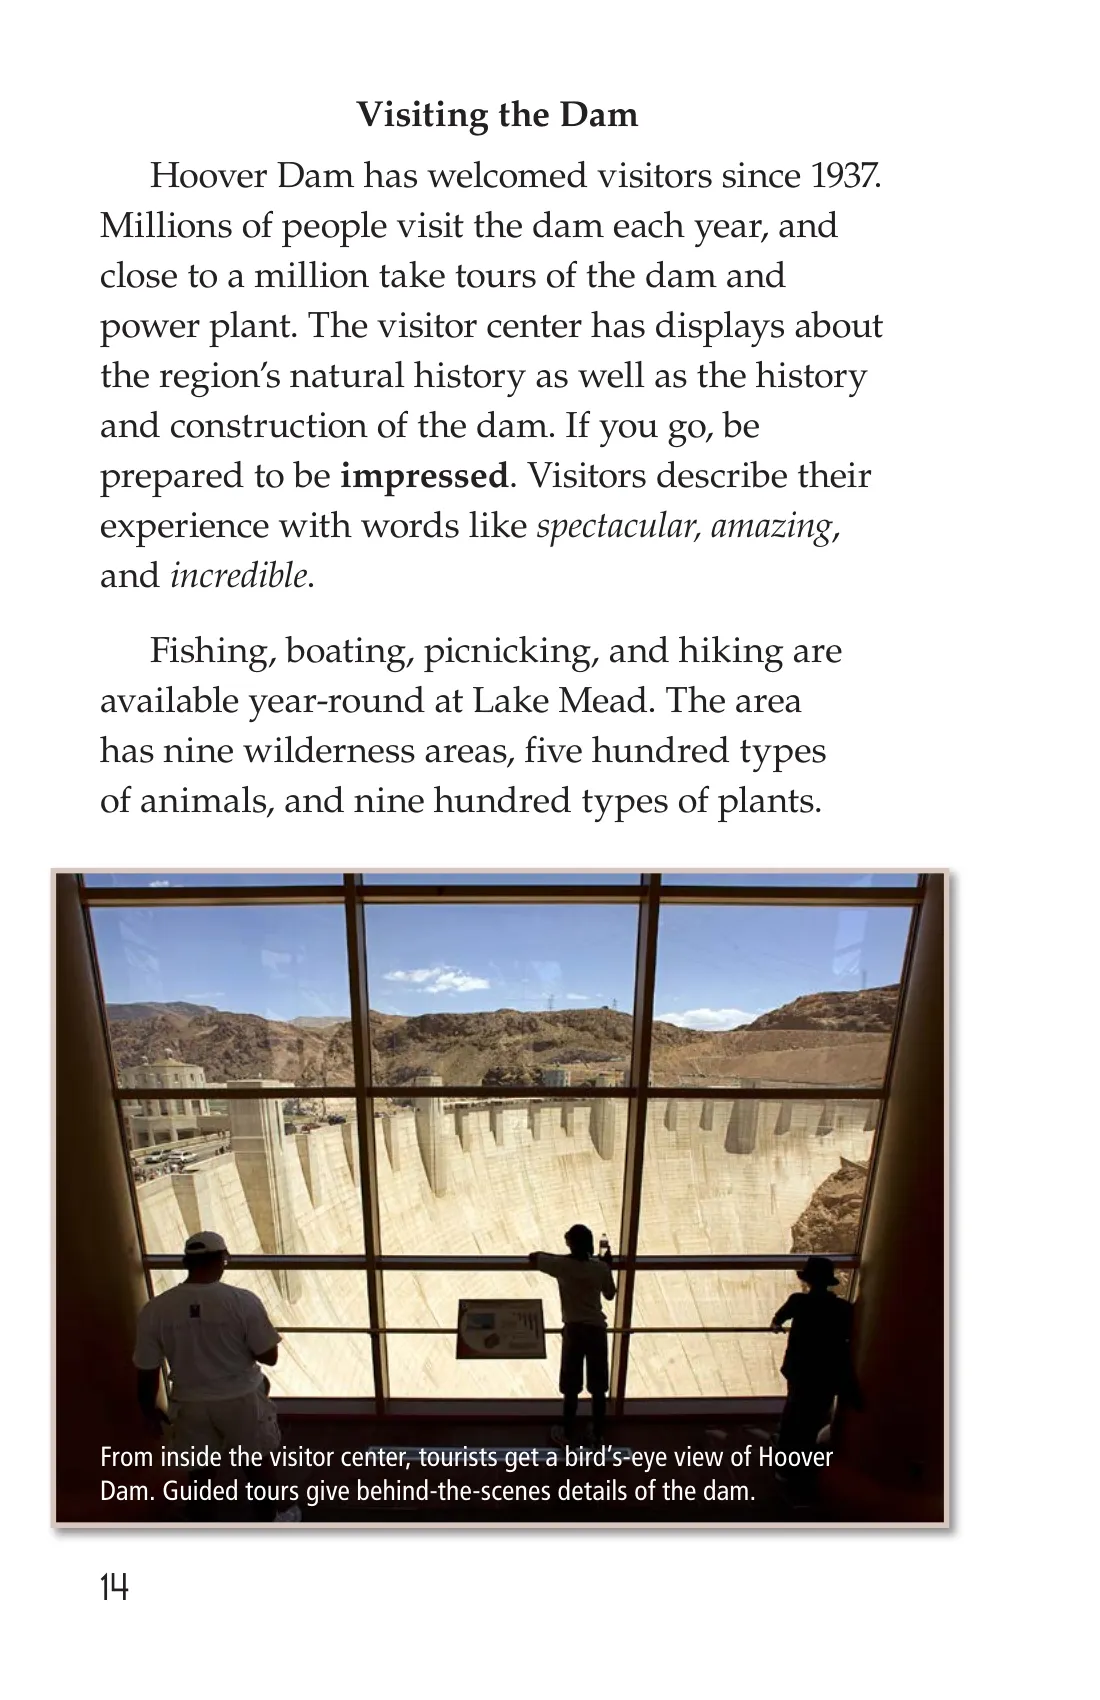 Visiting the Dam
Hoover Dam has welcomed visitors since 1937.
Millions of people visit the dam each year, and
close to a million take tours of the dam and
power plant. The visitor center has displays about
the region’s natural history as well as the history
and construction of the dam. If you go, be
prepared to be impressed. Visitors describe their
experience with words like spectacular, amazing,
and incredible.
Fishing, boating, picnicking, and hiking are
available year-round at Lake Mead. The area
has nine wilderness areas, five hundred types
of animals, and nine hundred types of plants.
From inside the visitor center, tourists get a bird’s-eye view of Hoover
Dam. Guided tours give behind-the-scenes details of the dam.
14